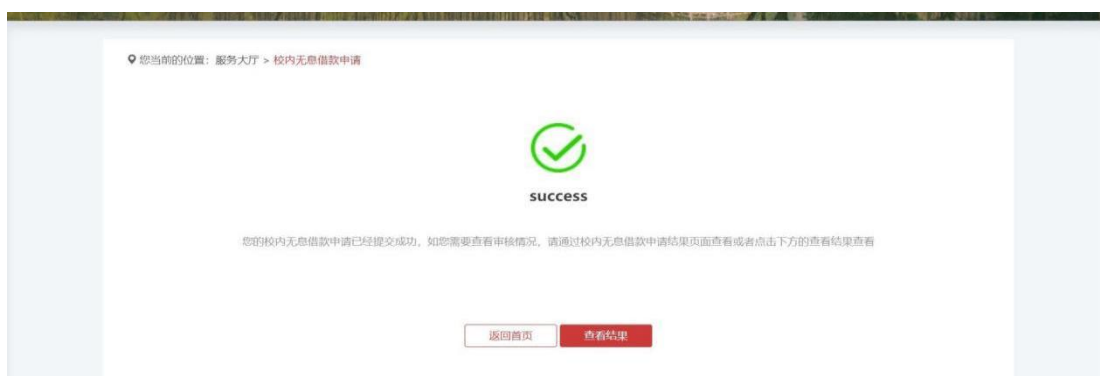 您当前的位置：服务大厅 > 校内无息借款申请
success
您的校内无息借款申请已经提交成功，如您需要查看审核情况，请通过校内无息借款申请结果页面查看或者点击下方的查看结果查看
返回首页 查看结果